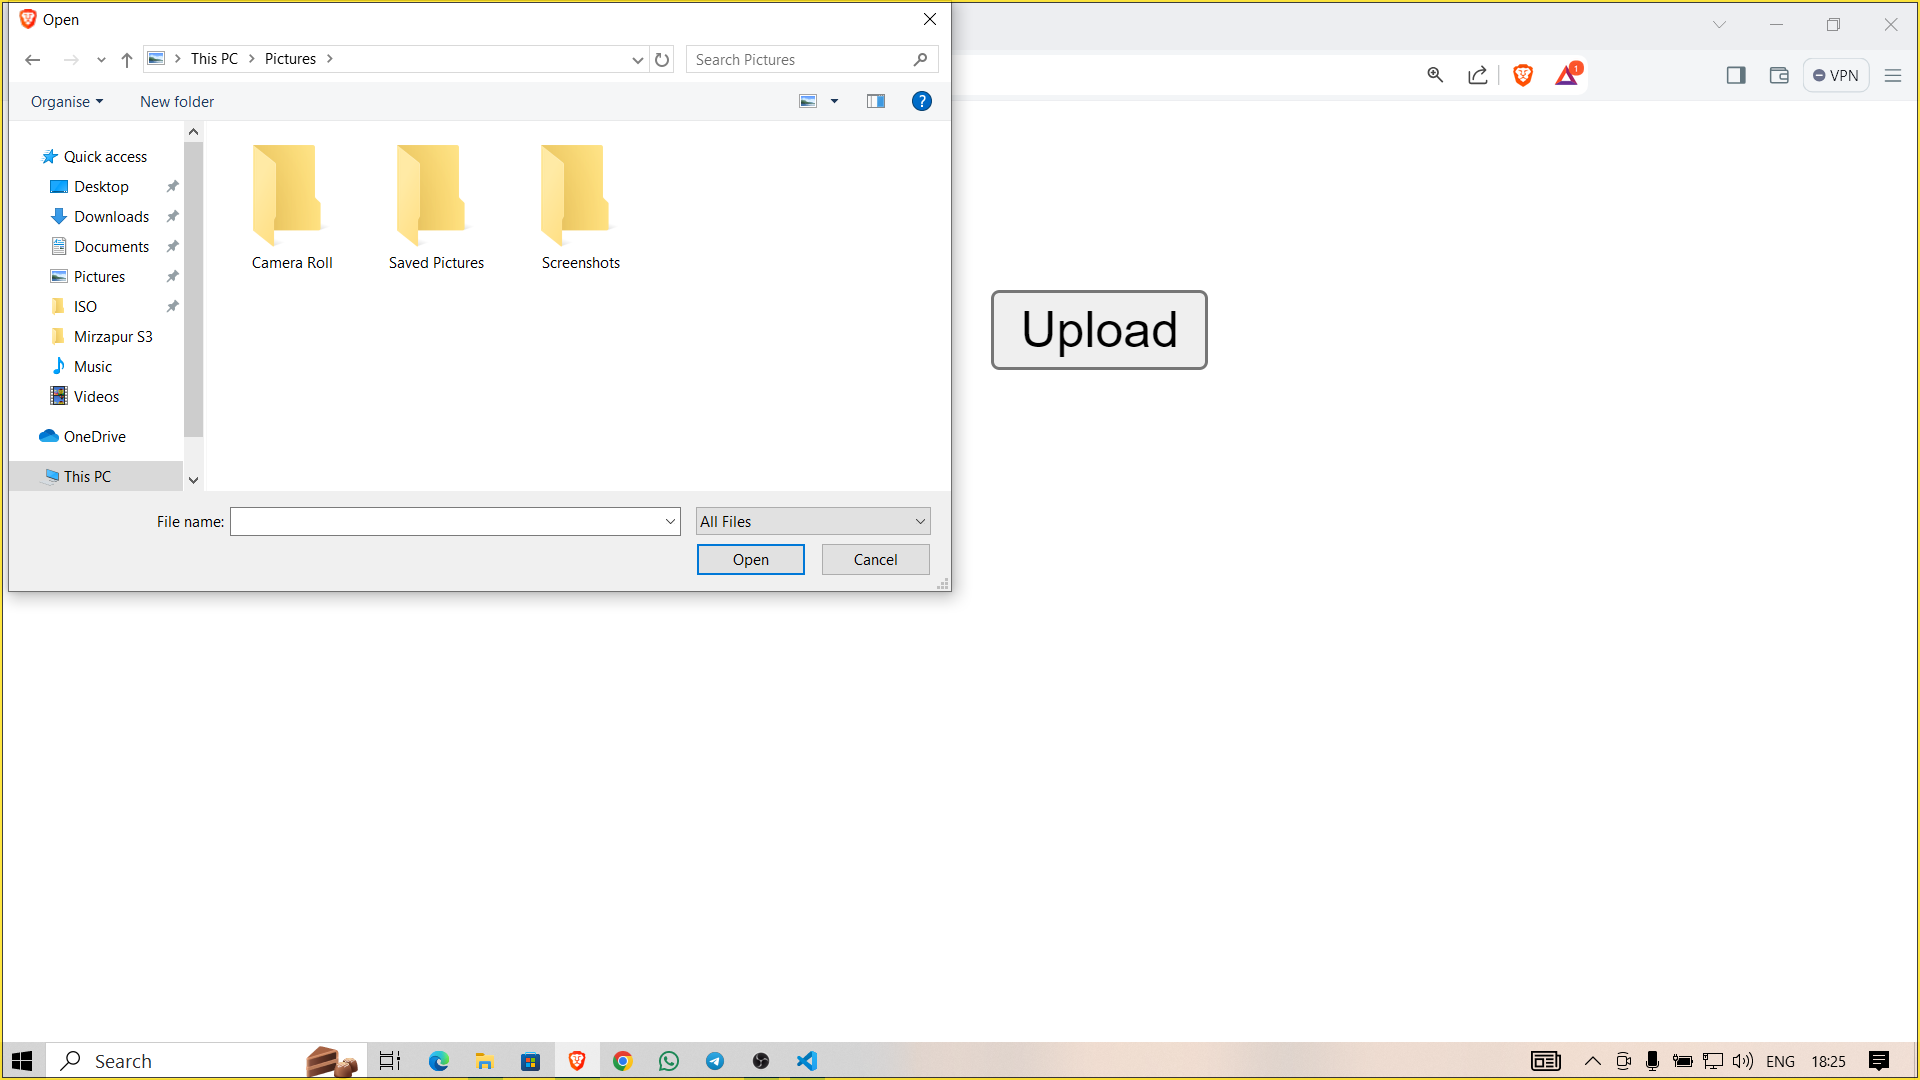 Open
This PC
Pictures
Search Pictures
Organise
New folder
?
1
VPN
Quick access
Desktop
Downloads
Documents
Pictures
ISO
Mirzapur S3
Music
Videos
OneDrive
This PC
Camera Roll
Saved Pictures
Screenshots
Upload
File name:
All Files
Open
Cancel
Search
ENG
18:25